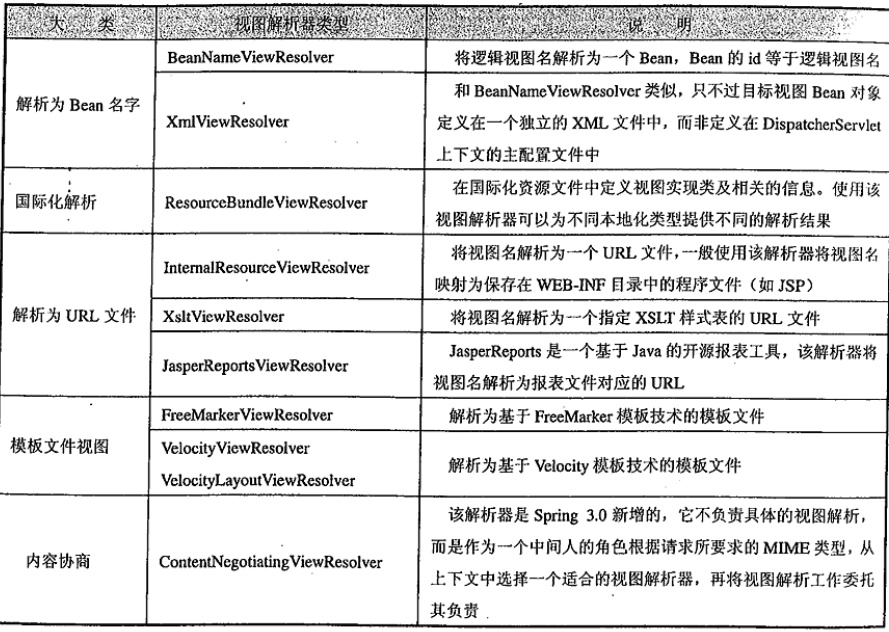 大 类 视图解析器类型 说 明
BeanNameViewResolver 将逻辑视图名解析为一个 Bean，Bean 的 id 等于逻辑视图名
解析为 Bean 名字
XmlViewResolver
和 BeanNameViewResolver 类似，只不过目标视图 Bean 对象
定义在一个独立的 XML 文件中，而非定义在 DispatcherServlet
上下文的主配置文件中
国际化解析 ResourceBundleViewResolver
在国际化资源文件中定义视图实现类及相关的信息。使用该
视图解析器可以为不同本地化类型提供不同的解析结果
解析为 URL 文件
InternalResourceViewResolver
将视图名解析为一个 URL 文件，一般使用该解析器将视图名
映射为保存在 WEB-INF 目录中的程序文件（如 JSP）
XsltViewResolver 将视图名解析为一个指定 XSLT 样式表的 URL 文件
JasperReportsViewResolver
JasperReports 是一个基于 Java 的开源报表工具，该解析器将
视图名解析为报表文件对应的 URL
模板文件视图
FreeMarkerViewResolver 解析为基于 FreeMarker 模板技术的模板文件
VelocityViewResolver
VelocityLayoutViewResolver
解析为基于 Velocity 模板技术的模板文件
内容协商 ContentNegotiatingViewResolver
该解析器是 Spring 3.0 新增的，它不负责具体的视图解析，
而是作为一个中间人的角色根据请求所要求的 MIME 类型，从
上下文中选择一个适合的视图解析器，再将视图解析工作委托
其负责